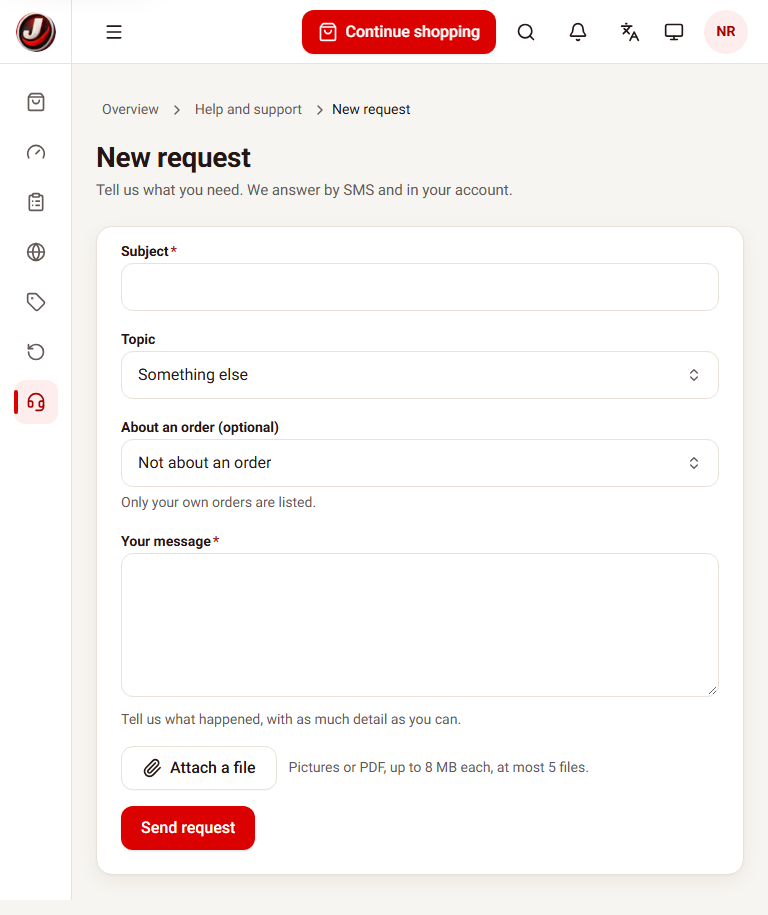 J
Continue shopping
NR
Overview
Help and support
New request
New request
Tell us what you need. We answer by SMS and in your account.
Subject*
Topic
Something else
About an order (optional)
Not about an order
Only your own orders are listed.
Your message*
Tell us what happened, with as much detail as you can.
Attach a file
Pictures or PDF, up to 8 MB each, at most 5 files.
Send request